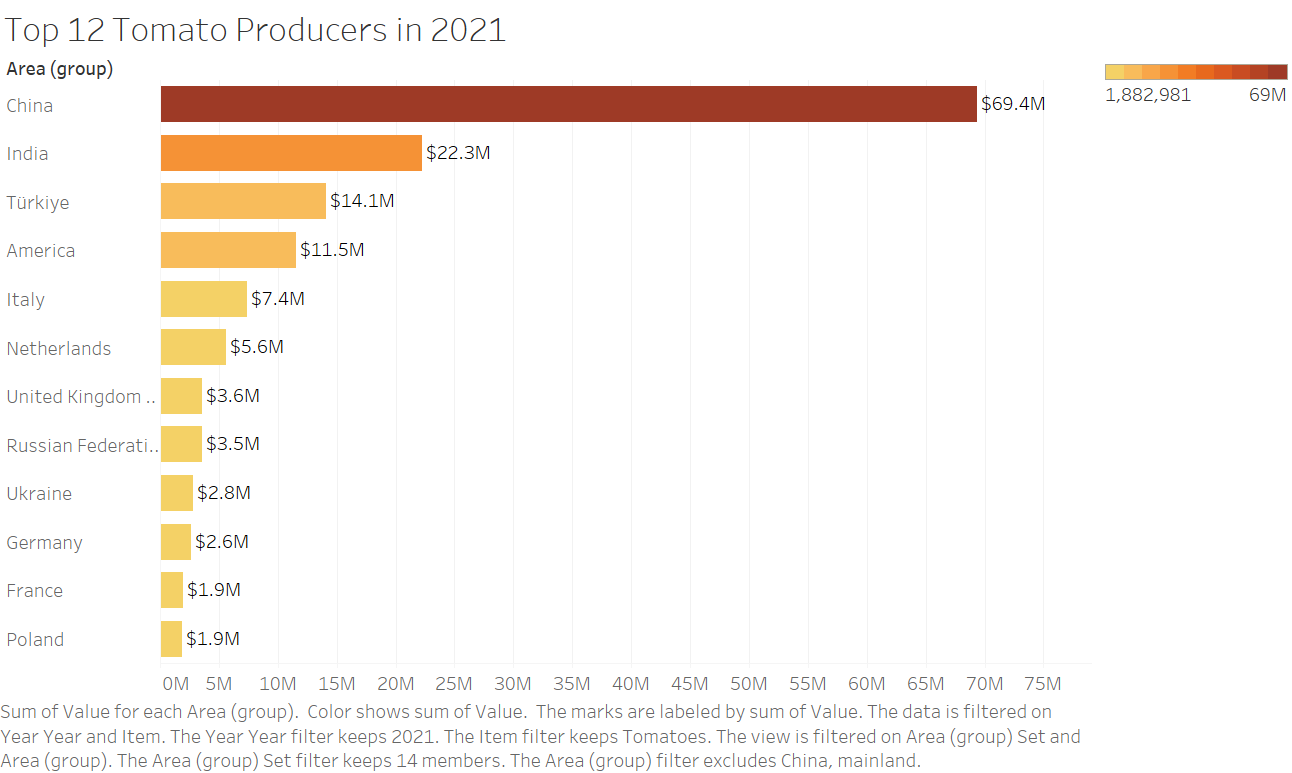 Top 12 Tomato Producers in 2021
Area (group)
1,882,981 69M
China $69.4M
India $22.3M
Türkiye $14.1M
America $11.5M
Italy $7.4M
Netherlands $5.6M
United Kingdom .. $3.6M
Russian Federati.. $3.5M
Ukraine $2.8M
Germany $2.6M
France $1.9M
Poland $1.9M
0M 5M 10M 15M 20M 25M 30M 35M 40M 45M 50M 55M 60M 65M 70M 75M
Sum of Value for each Area (group).  Color shows sum of Value.  The marks are labeled by sum of Value. The data is filtered on
Year Year and Item. The Year Year filter keeps 2021. The Item filter keeps Tomatoes. The view is filtered on Area (group) Set and
Area (group). The Area (group) Set filter keeps 14 members. The Area (group) filter excludes China, mainland.